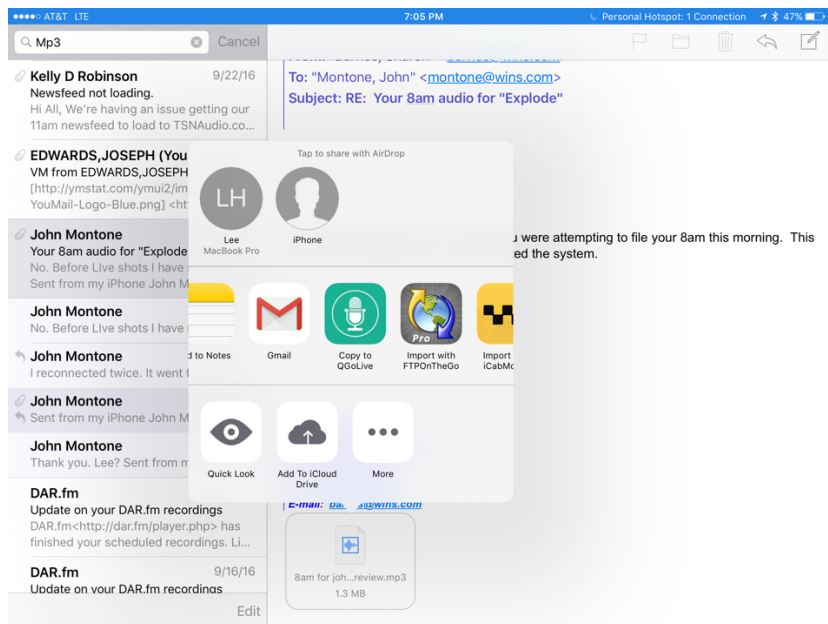 AT&T LTE
7:05 PM
Personal Hotspot: 1 Connection
47%
Mp3
Cancel
Kelly D Robinson 9/22/16
Newsfeed not loading.
Hi All, We're having an issue getting our
11am newsfeed to load to TSNAudio.co...
EDWARDS,JOSEPH (You
VM from EDWARDS,JOSEPH
[http://ymstat.com/ymui2/im
YouMail-Logo-Blue.png] <ht
John Montone
Your 8am audio for "Explode
No. Before LIve shots I have
Sent from my iPhone John M
John Montone
No. Before LIve shots I have
John Montone
I reconnected twice. It went
John Montone
Sent from my iPhone John M
John Montone
Thank you. Lee? Sent from m
DAR.fm
Update on your DAR.fm recordings
DAR.fm<http://dar.fm/player.php> has
finished your scheduled recordings. Li...
DAR.fm 9/16/16
Update on your DAR.fm recordings
Edit
To: "Montone, John" <montone@wins.com>
Subject: RE: Your 8am audio for "Explode"
u were attempting to file your 8am this morning. This
ed the system.
Tap to share with AirDrop
LH
Lee
MacBook Pro
iPhone
d to Notes
Gmail
Copy to
QGoLive
Pro
Import with
FTPOnTheGo
Import
iCabMo
Quick Look
Add To iCloud
Drive
More
E-mail: s@wins.com
8am for joh...review.mp3
1.3 MB